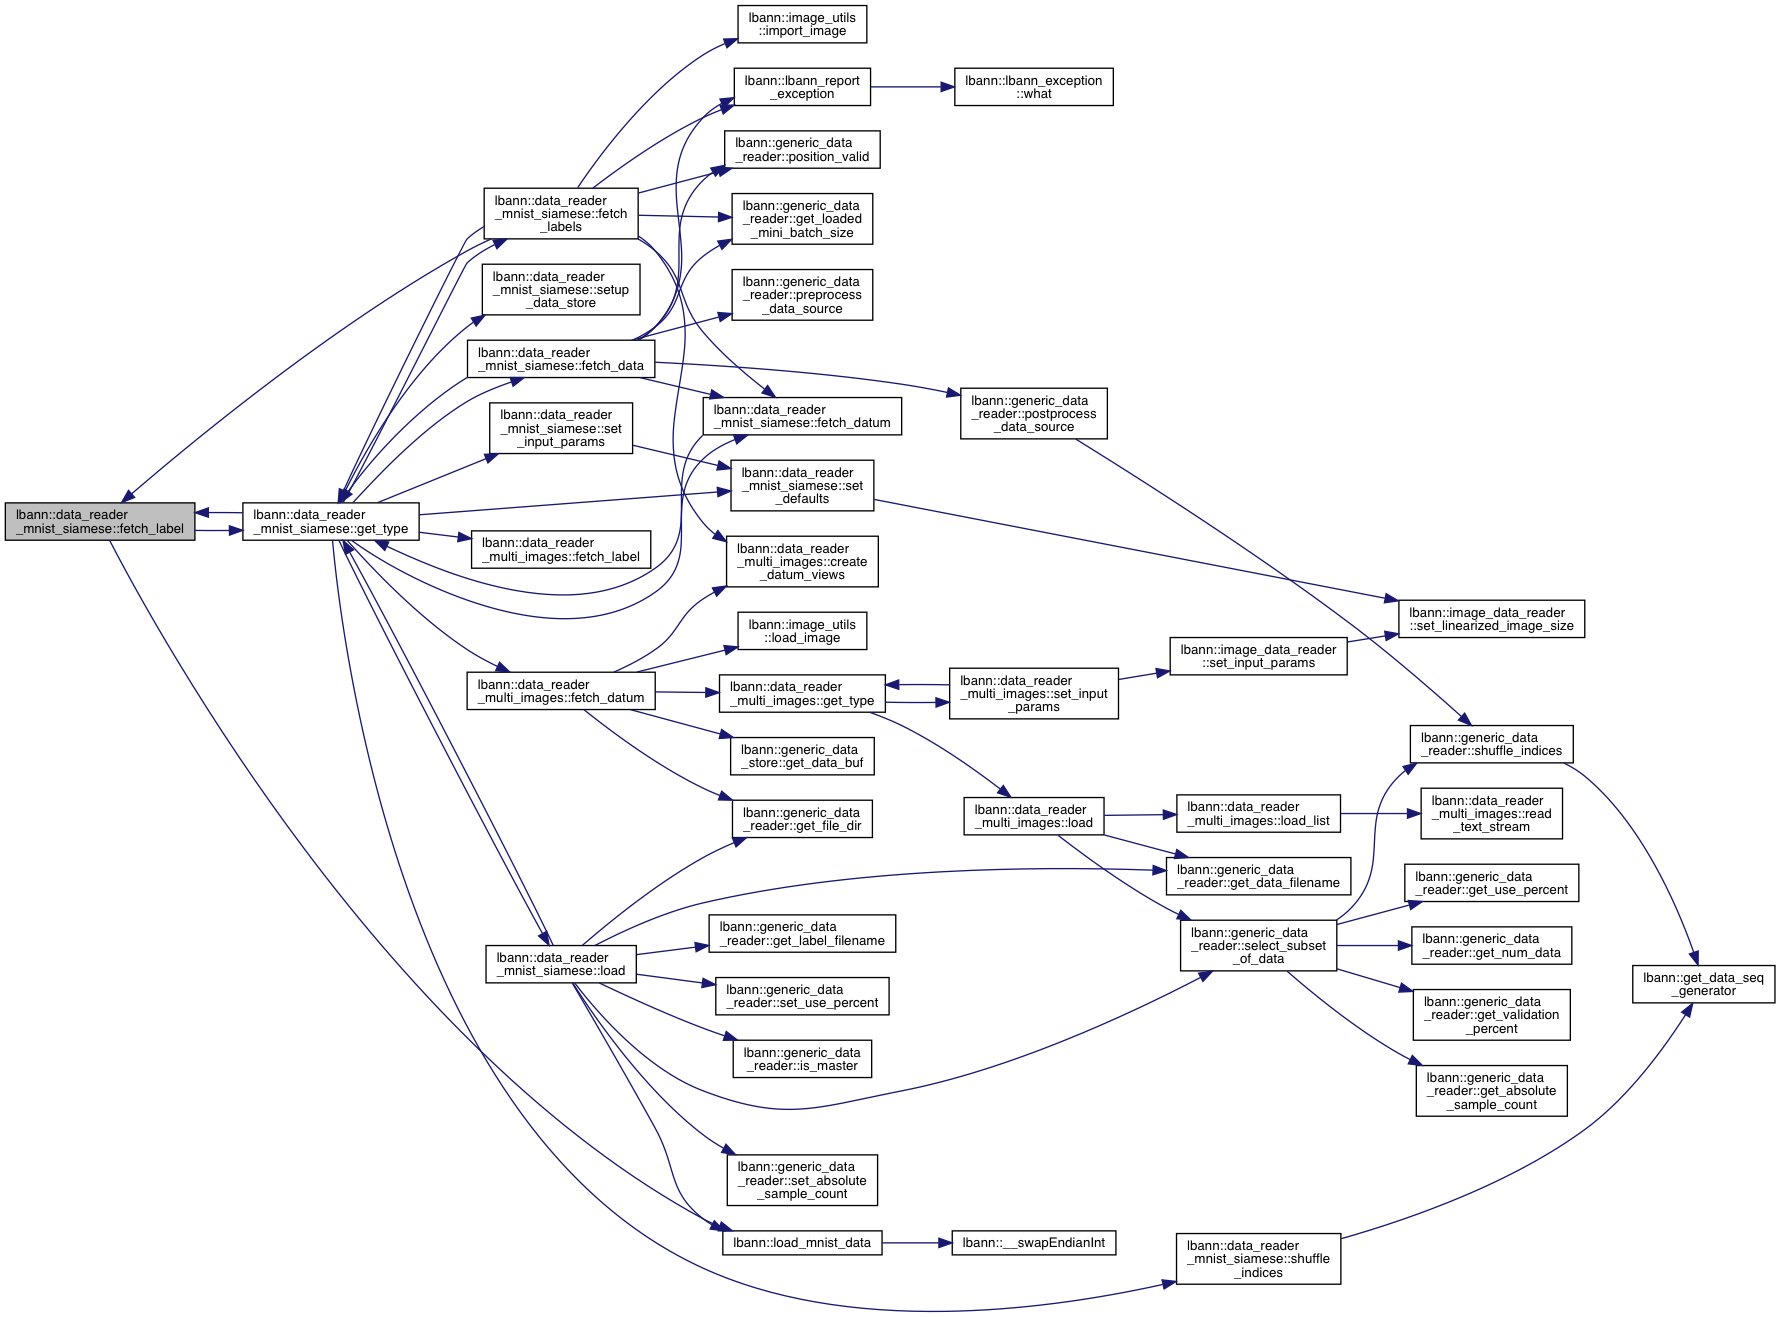 lbann::data_reader
_mnist_siamese::fetch_label
lbann::data_reader
_mnist_siamese::get_type
lbann::data_reader
_mnist_siamese::fetch
_labels
lbann::data_reader
_mnist_siamese::setup
_data_store
lbann::data_reader
_mnist_siamese::fetch_data
lbann::data_reader
_mnist_siamese::set
_input_params
lbann::data_reader
_multi_images::fetch_label
lbann::data_reader
_multi_images::fetch_datum
lbann::data_reader
_mnist_siamese::load
lbann::image_utils
::import_image
lbann::lbann_report
_exception
lbann::generic_data
_reader::position_valid
lbann::generic_data
_reader::get_loaded
_mini_batch_size
lbann::generic_data
_reader::preprocess
_data_source
lbann::data_reader
_mnist_siamese::fetch_datum
lbann::data_reader
_mnist_siamese::set
_defaults
lbann::data_reader
_multi_images::create
_datum_views
lbann::image_utils
::load_image
lbann::data_reader
_multi_images::get_type
lbann::generic_data
_store::get_data_buf
lbann::generic_data
_reader::get_file_dir
lbann::generic_data
_reader::get_label_filename
lbann::generic_data
_reader::set_use_percent
lbann::generic_data
_reader::is_master
lbann::generic_data
_reader::set_absolute
_sample_count
lbann::load_mnist_data
lbann::lbann_exception
::what
lbann::generic_data
_reader::postprocess
_data_source
lbann::data_reader
_multi_images::set_input
_params
lbann::data_reader
_multi_images::load
lbann::__swapEndianInt
lbann::image_data_reader
::set_input_params
lbann::data_reader
_multi_images::load_list
lbann::generic_data
_reader::get_data_filename
lbann::generic_data
_reader::select_subset
_of_data
lbann::data_reader
_mnist_siamese::shuffle
_indices
lbann::image_data_reader
::set_linearized_image_size
lbann::generic_data
_reader::shuffle_indices
lbann::data_reader
_multi_images::read
_text_stream
lbann::generic_data
_reader::get_use_percent
lbann::generic_data
_reader::get_num_data
lbann::generic_data
_reader::get_validation
_percent
lbann::generic_data
_reader::get_absolute
_sample_count
lbann::get_data_seq
_generator